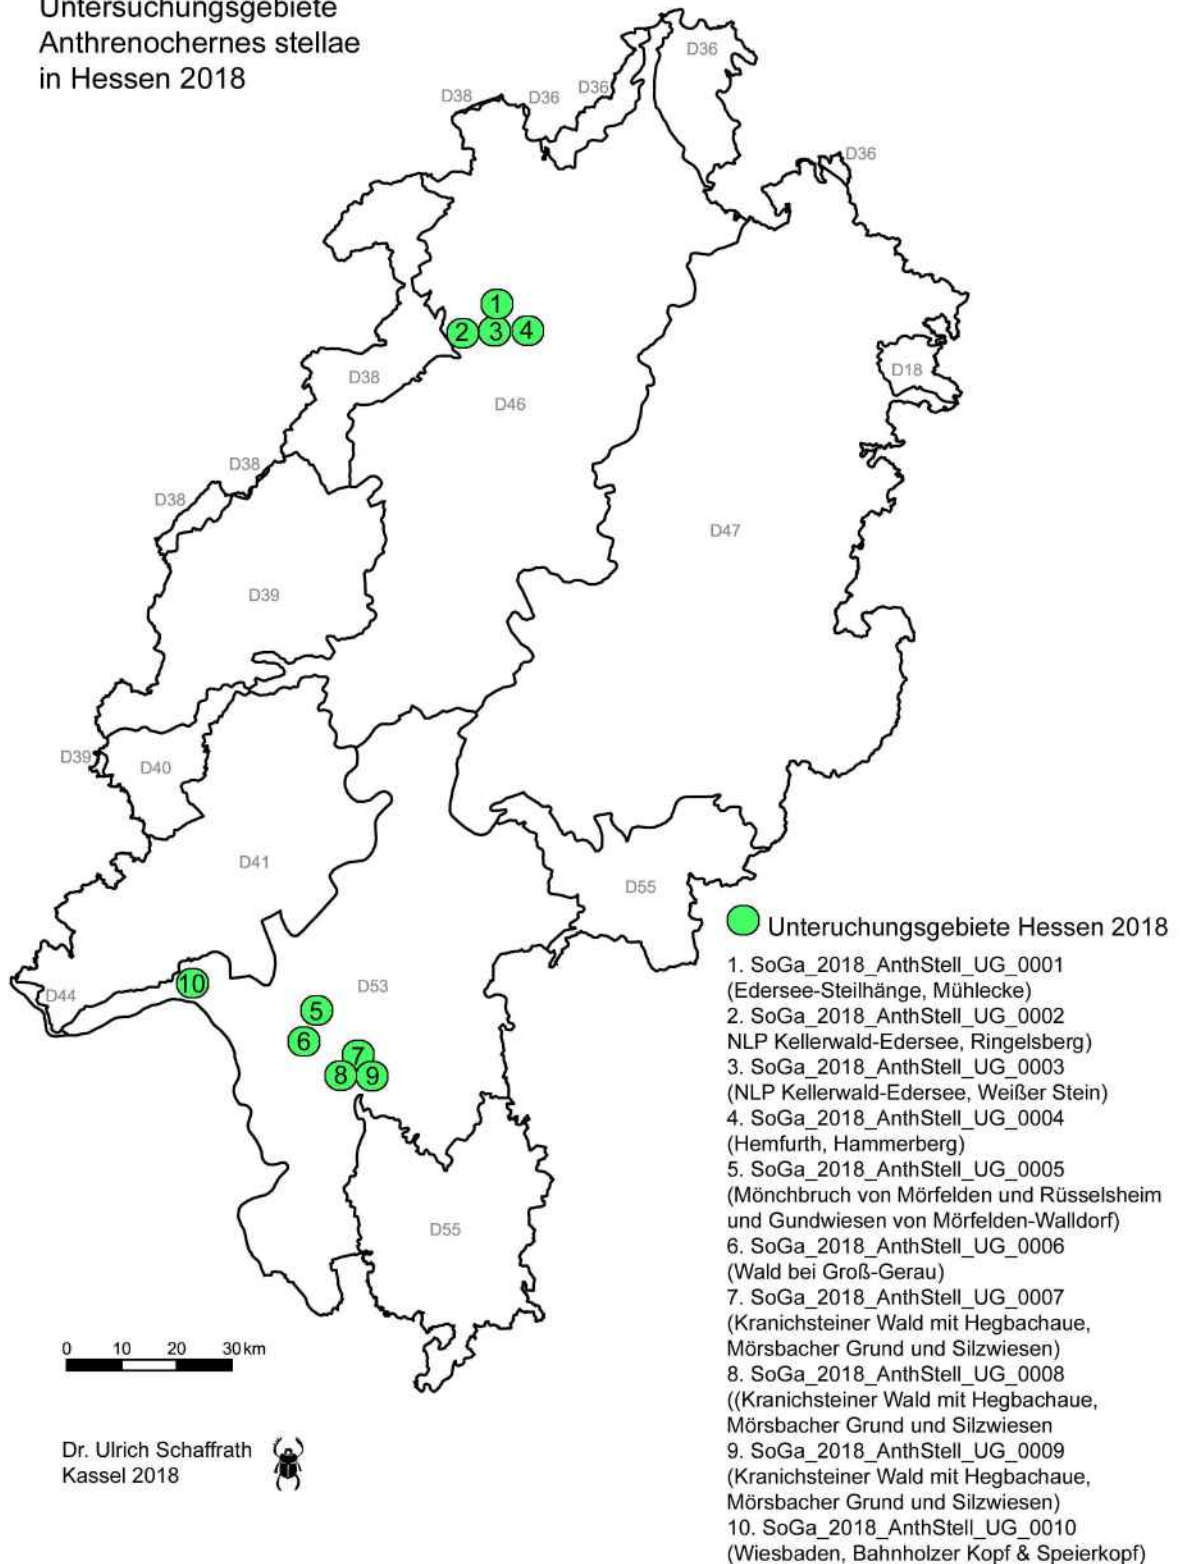 Untersuchungsgebiete
Anthrenochernes stellae
in Hessen 2018
D36
D38
D36
D36
D36
1
2
3
4
D38
D18
D46
D38
D38
D47
D39
D39
D40
D41
D55
D44
10
D53
5
6
7
8
9
D55
Unteruchungsgebiete Hessen 2018
1. SoGa_2018_AnthStell_UG_0001
(Edersee-Steilhänge, Mühlecke)
2. SoGa_2018_AnthStell_UG_0002
NLP Kellerwald-Edersee, Ringelsberg)
3. SoGa_2018_AnthStell_UG_0003
(NLP Kellerwald-Edersee, Weißer Stein)
4. SoGa_2018_AnthStell_UG_0004
(Hemfurth, Hammerberg)
5. SoGa_2018_AnthStell_UG_0005
(Mönchbruch von Mörfelden und Rüsselsheim
und Gundwiesen von Mörfelden-Walldorf)
6. SoGa_2018_AnthStell_UG_0006
(Wald bei Groß-Gerau)
7. SoGa_2018_AnthStell_UG_0007
(Kranichsteiner Wald mit Hegbachaue,
Mörsbacher Grund und Silzwiesen)
8. SoGa_2018_AnthStell_UG_0008
((Kranichsteiner Wald mit Hegbachaue,
Mörsbacher Grund und Silzwiesen
9. SoGa_2018_AnthStell_UG_0009
(Kranichsteiner Wald mit Hegbachaue,
Mörsbacher Grund und Silzwiesen)
10. SoGa_2018_AnthStell_UG_0010
(Wiesbaden, Bahnholzer Kopf & Speierkopf)
0 10 20 30 km
Dr. Ulrich Schaffrath
Kassel 2018